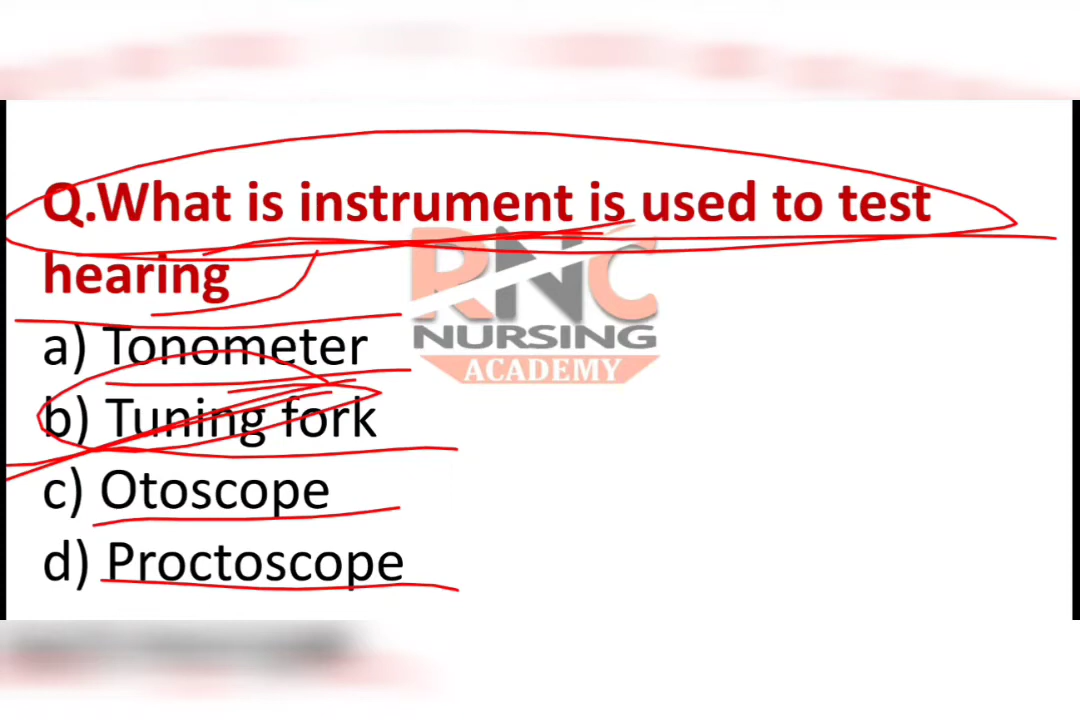 Q.What is instrument is used to test
hearing
RNC
NURSING
ACADEMY
a) Tonometer
b) Tuning fork
c) Otoscope
d) Proctoscope